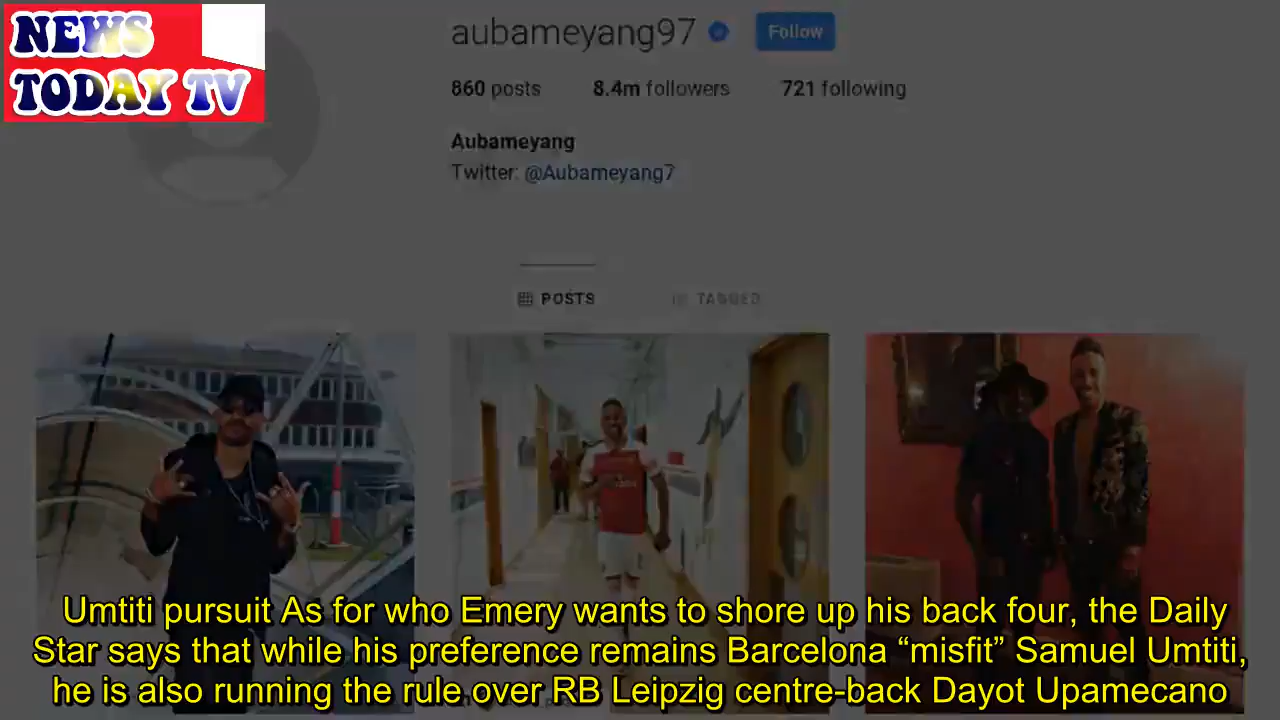 NEWS
TODAY TV
aubameyang97 Follow
860 posts 8.4m followers 721 following
Aubameyang
Twitter: @Aubameyang7
POSTS TAGGED
Umtiti pursuit As for who Emery wants to shore up his back four, the Daily
Star says that while his preference remains Barcelona “misfit” Samuel Umtiti,
he is also running the rule over RB Leipzig centre-back Dayot Upamecano